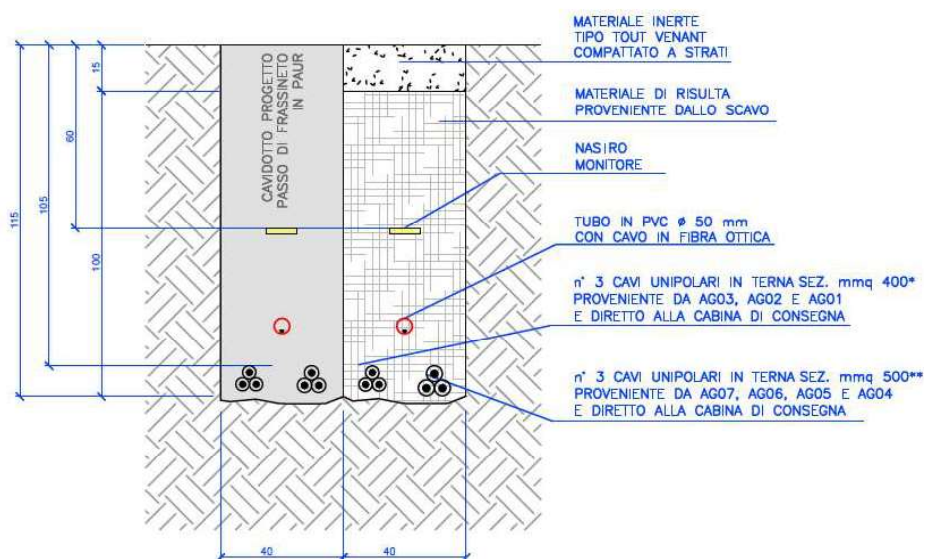 MATERIALE INERTE
TIPO TOUT VENANT
COMPATTATO A STRATI
MATERIALE DI RISULTA
PROVENIENTE DALLO SCAVO
NASIRO
MONITORE
TUBO IN PVC ø 50 mm
CON CAVO IN FIBRA OTTICA
n° 3 CAVI UNIPOLARI IN TERNA SEZ. mmq 400*
PROVENIENTE DA AG03, AG02 E AG01
E DIRETTO ALLA CABINA DI CONSEGNA
n° 3 CAVI UNIPOLARI IN TERNA SEZ. mmq 500**
PROVENIENTE DA AG07, AG06, AG05 E AG04
E DIRETTO ALLA CABINA DI CONSEGNA
CAVIDOTTO PROGETTO
PASSO DI FRASSINETO
IN PAUR
15
60
105
115
100
40
40